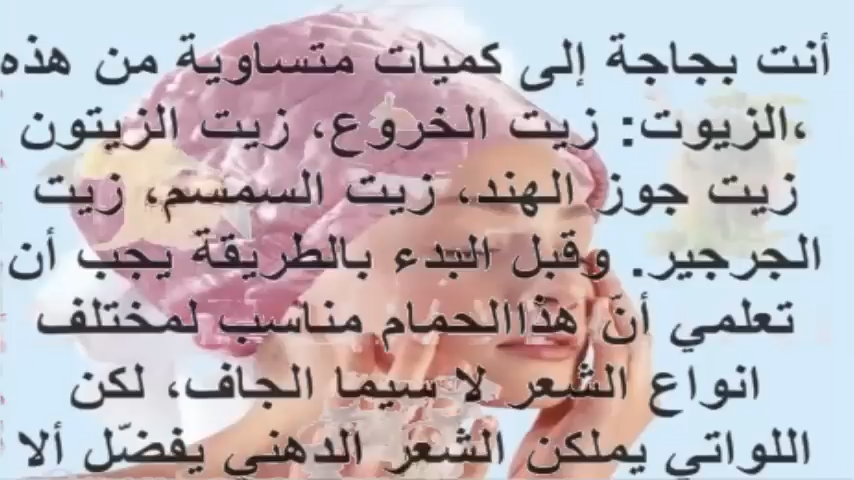 أنت بجاجة إلى كميات متساوية من هذه
الزيوت: زيت الخروع، زيت الزيتون،
زيت جوز الهند، زيت السمسم، زيت
الجرجير. وقبل البدء بالطريقة يجب أن
تعلمي أنّ هذاالحمام مناسب لمختلف
انواع الشعر لا سيما الجاف، لكن
اللواتي يملكن الشعر الدهني يفضّل ألا